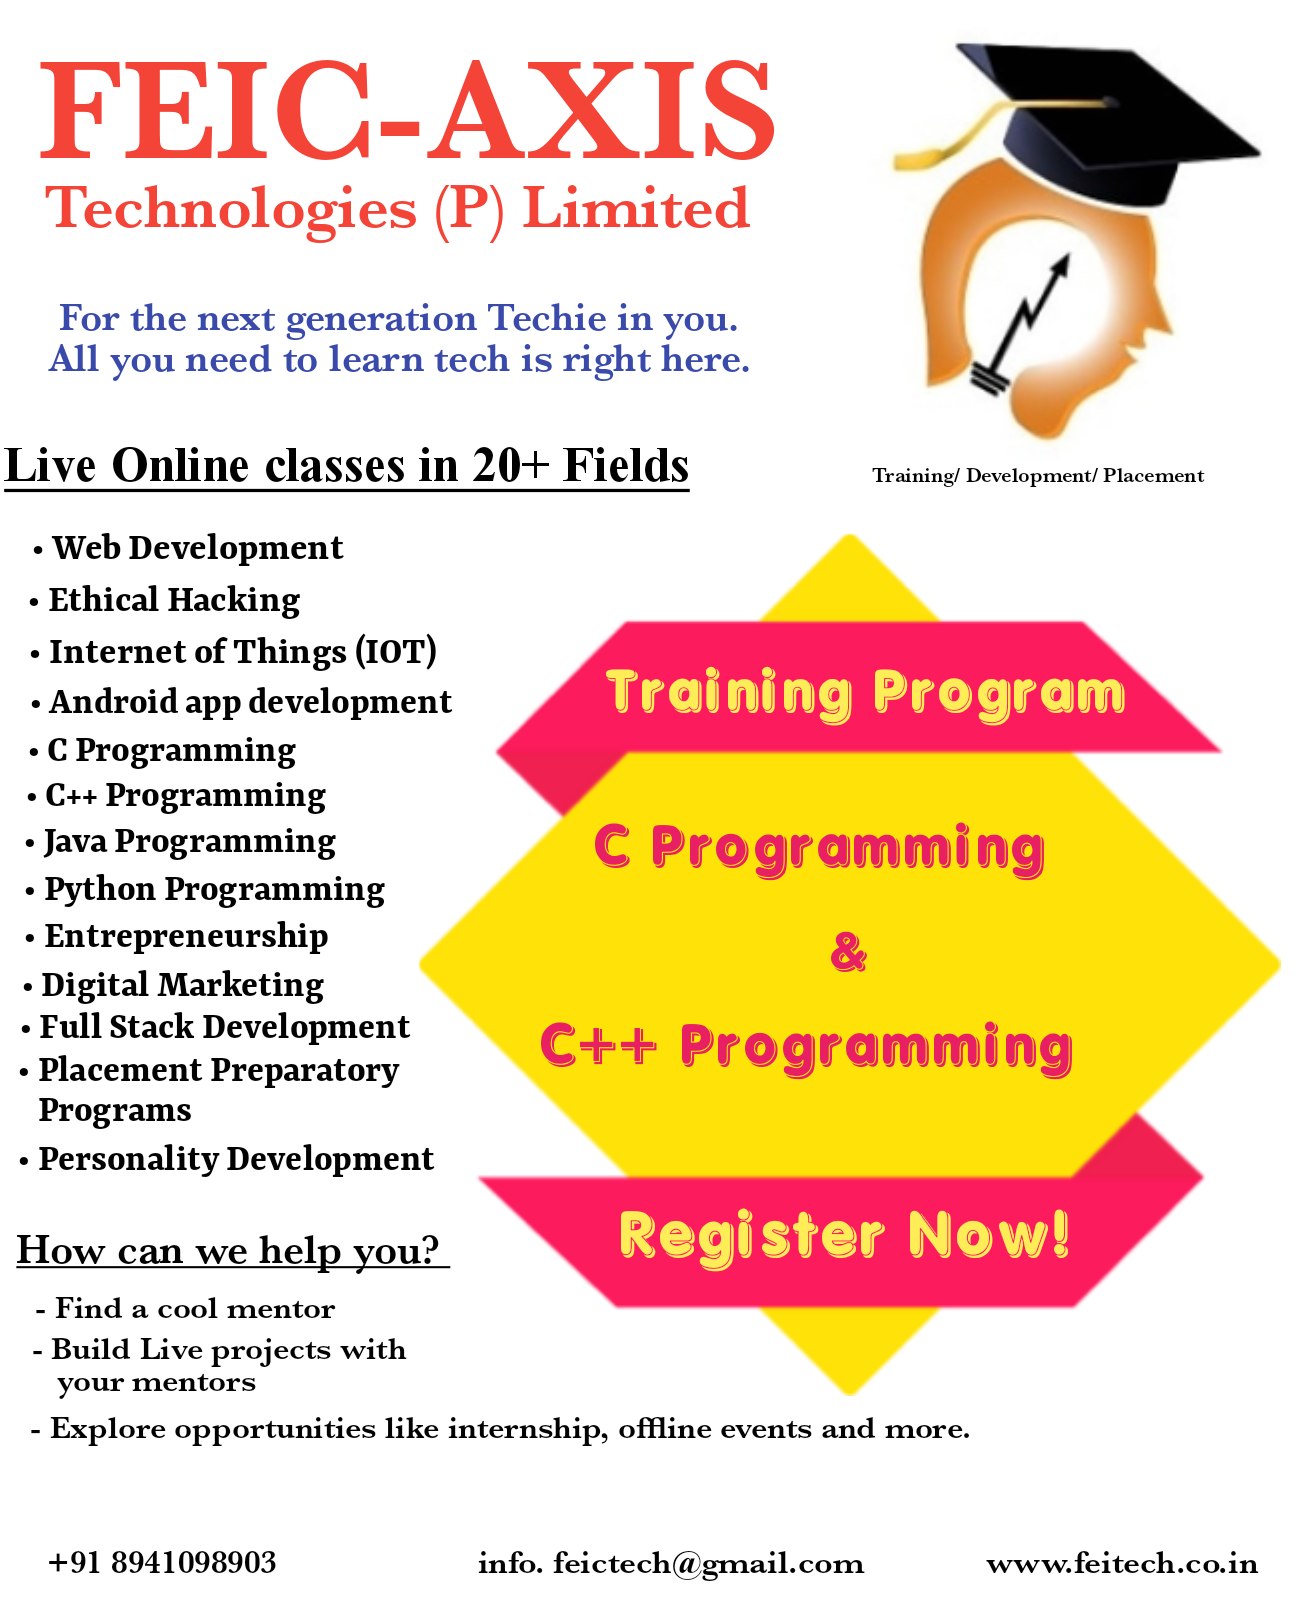 FEIC-AXIS
Technologies (P) Limited
For the next generation Techie in you.
All you need to learn tech is right here.
Training/ Development/ Placement
Live Online classes in 20+ Fields
• Web Development
• Ethical Hacking
• Internet of Things (IOT)
• Android app development
• C Programming
• C++ Programming
• Java Programming
• Python Programming
• Entrepreneurship
• Digital Marketing
• Full Stack Development
• Placement Preparatory
Programs
• Personality Development
Training Program
C Programming
&
C++ Programming
Register Now!
How can we help you?
- Find a cool mentor
- Build Live projects with
your mentors
- Explore opportunities like internship, offline events and more.
+91 8941098903
info. feictech@gmail.com
www.feitech.co.in